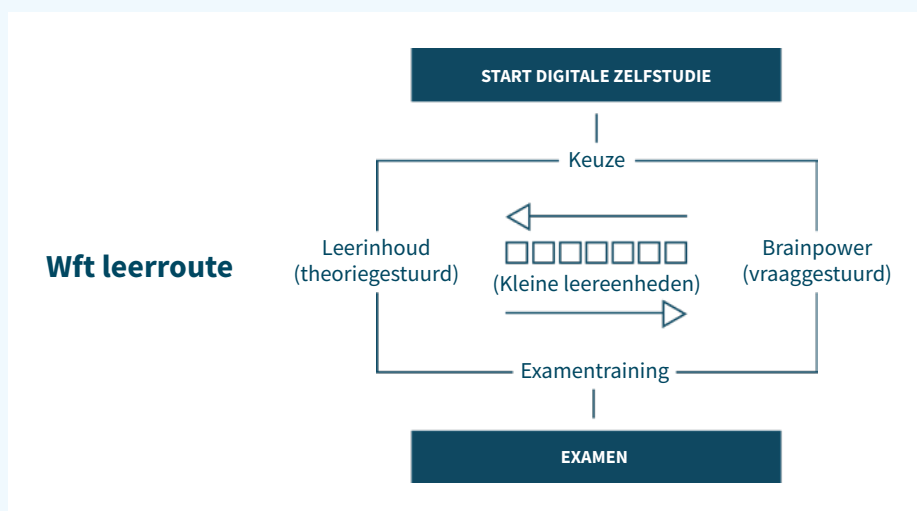 START DIGITALE ZELFSTUDIE
Keuze
Wft leerroute
Leerinhoud
(theoriegestuurd)
(Kleine leereenheden)
Brainpower
(vraaggestuurd)
Examentraining
EXAMEN